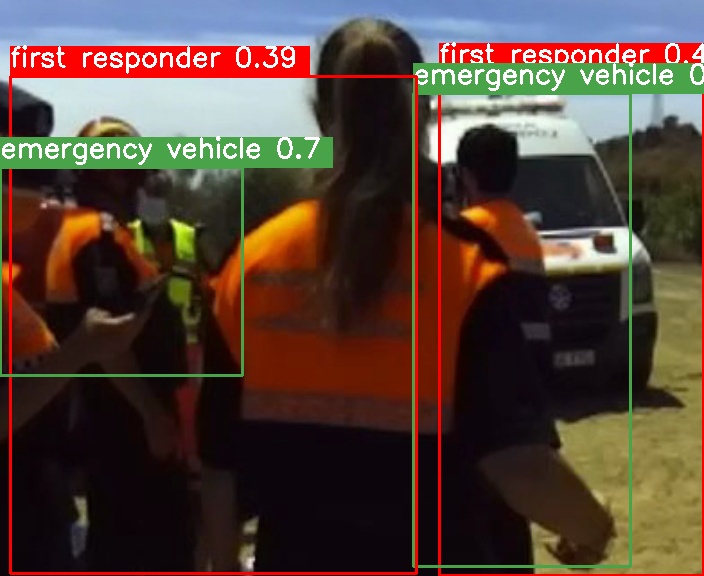 first responder 0.39
first responder 0.4
emergency vehicle 0
emergency vehicle 0.7